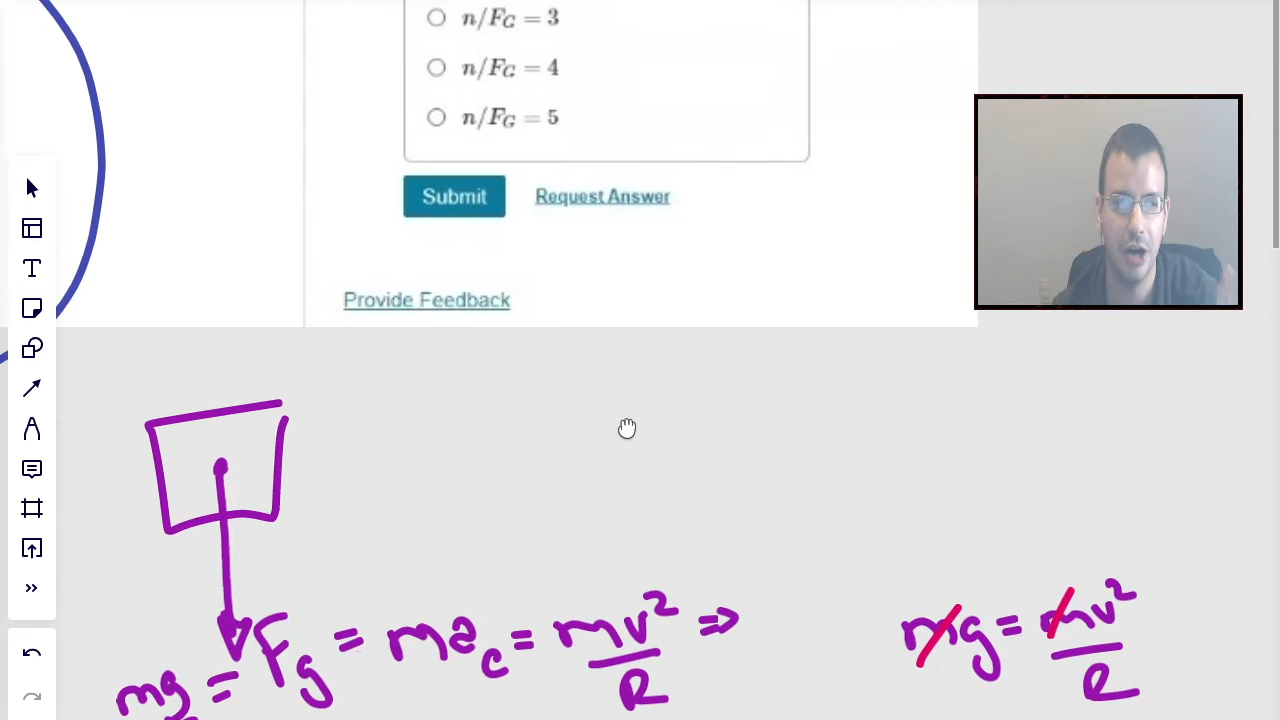 n/F_G = 3
n/F_G = 4
n/F_G = 5
Submit Request Answer
Provide Feedback
mg = F_g = ma_c = mv²/R ⇒ mg = mv²/R